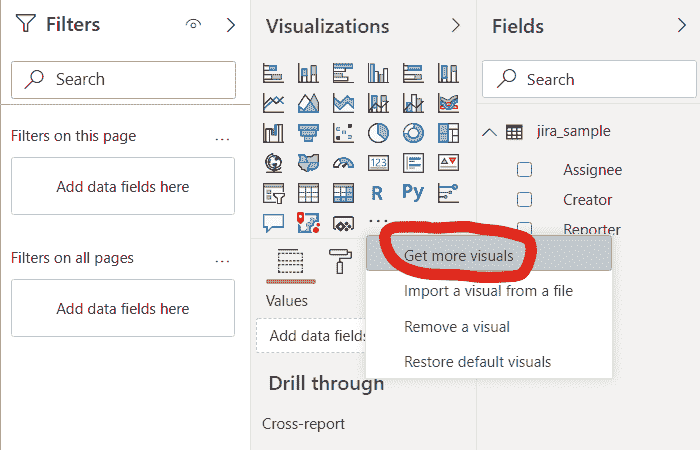 Filters
Search
Filters on this page
...
Add data fields here
Filters on all pages
...
Add data fields here
Visualizations
123
R
Py
...
Values
Add data fields
Drill through
Cross-report
Get more visuals
Import a visual from a file
Remove a visual
Restore default visuals
Fields
Search
jira_sample
Assignee
Creator
Reporter